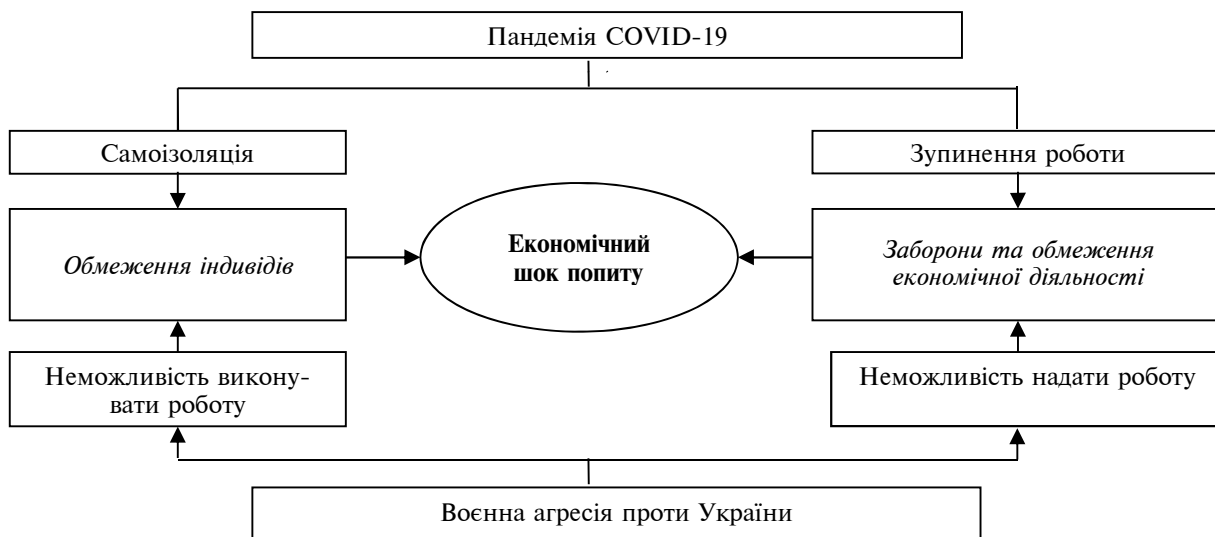 Пандемія COVID-19
Самоізоляція
Зупинення роботи
Обмеження індивідів
Економічний
шок попиту
Заборони та обмеження
економічної діяльності
Неможливість викону-
вати роботу
Неможливість надати роботу
Воєнна агресія проти України